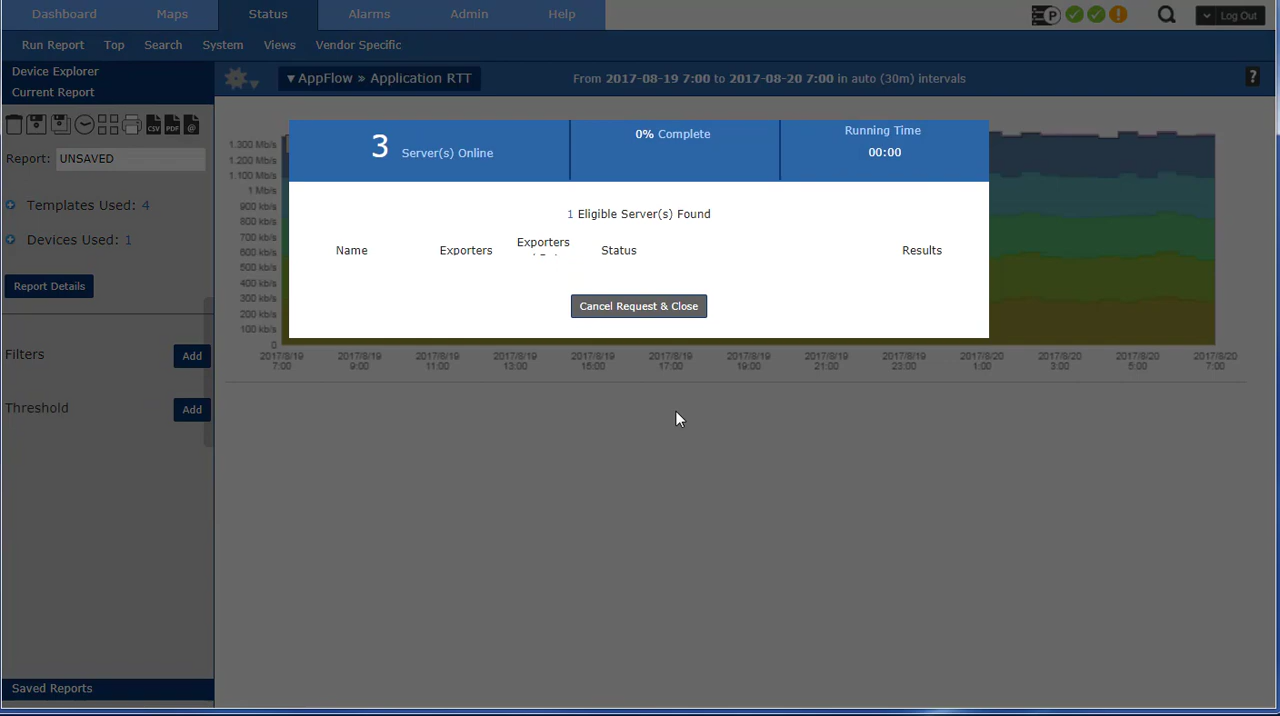 Dashboard Maps Status Alarms Admin Help
P
Log Out
Run Report Top Search System Views Vendor Specific
Device Explorer
Current Report
▼ AppFlow » Application RTT
From 2017-08-19 7:00 to 2017-08-20 7:00 in auto (30m) intervals
?
CSV PDF @
Report: UNSAVED
Templates Used: 4
Devices Used: 1
Report Details
Filters Add
Threshold Add
Saved Reports
3 Server(s) Online
0% Complete
Running Time
00:00
1 Eligible Server(s) Found
Name Exporters Exporters Status Results
Cancel Request & Close
1.300 Mb/s
1.200 Mb/s
1.100 Mb/s
1 Mb/s
900 kb/s
800 kb/s
700 kb/s
600 kb/s
500 kb/s
400 kb/s
300 kb/s
200 kb/s
100 kb/s
0
2017/8/19 2017/8/19 2017/8/19 2017/8/19 2017/8/19 2017/8/19 2017/8/19 2017/8/19 2017/8/19 2017/8/20 2017/8/20 2017/8/20 2017/8/20
7:00 9:00 11:00 13:00 15:00 17:00 19:00 21:00 23:00 1:00 3:00 5:00 7:00